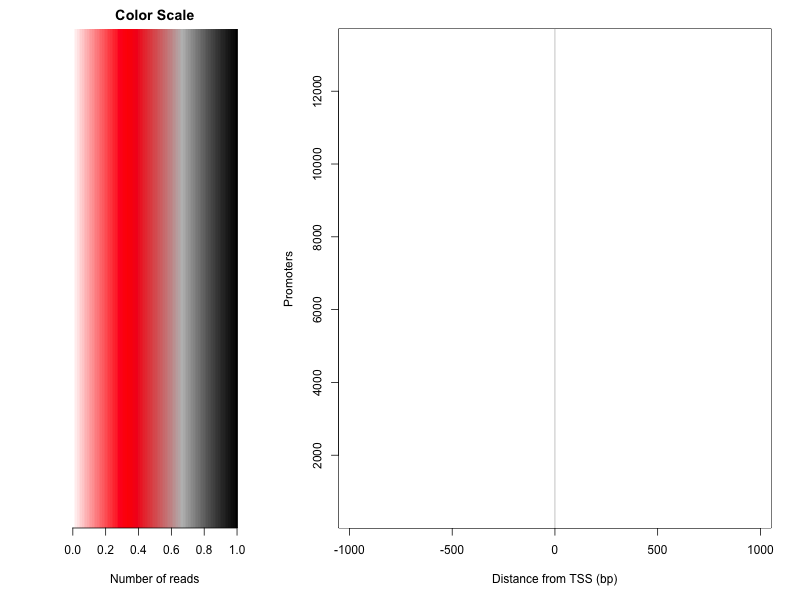 Color Scale
0.0 0.2 0.4 0.6 0.8 1.0
Number of reads
Promoters
12000
10000
8000
6000
4000
2000
-1000 -500 0 500 1000
Distance from TSS (bp)